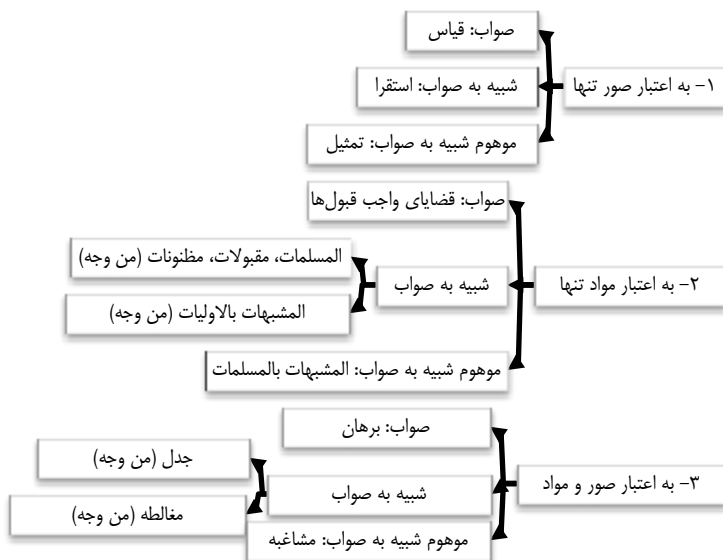 ۱- به اعتبار صور تنها
صواب: قیاس
شبیه به صواب: استقرا
موهوم شبیه به صواب: تمثیل
۲- به اعتبار مواد تنها
صواب: قضایای واجب قبول‌ها
شبیه به صواب
المسلمات، مقبولات، مظنونات (من وجه)
المشبهات بالاولیات (من وجه)
موهوم شبیه به صواب: المشبهات بالمسلمات
۳- به اعتبار صور و مواد
صواب: برهان
شبیه به صواب
جدل (من وجه)
مغالطه (من وجه)
موهوم شبیه به صواب: مشاغبه